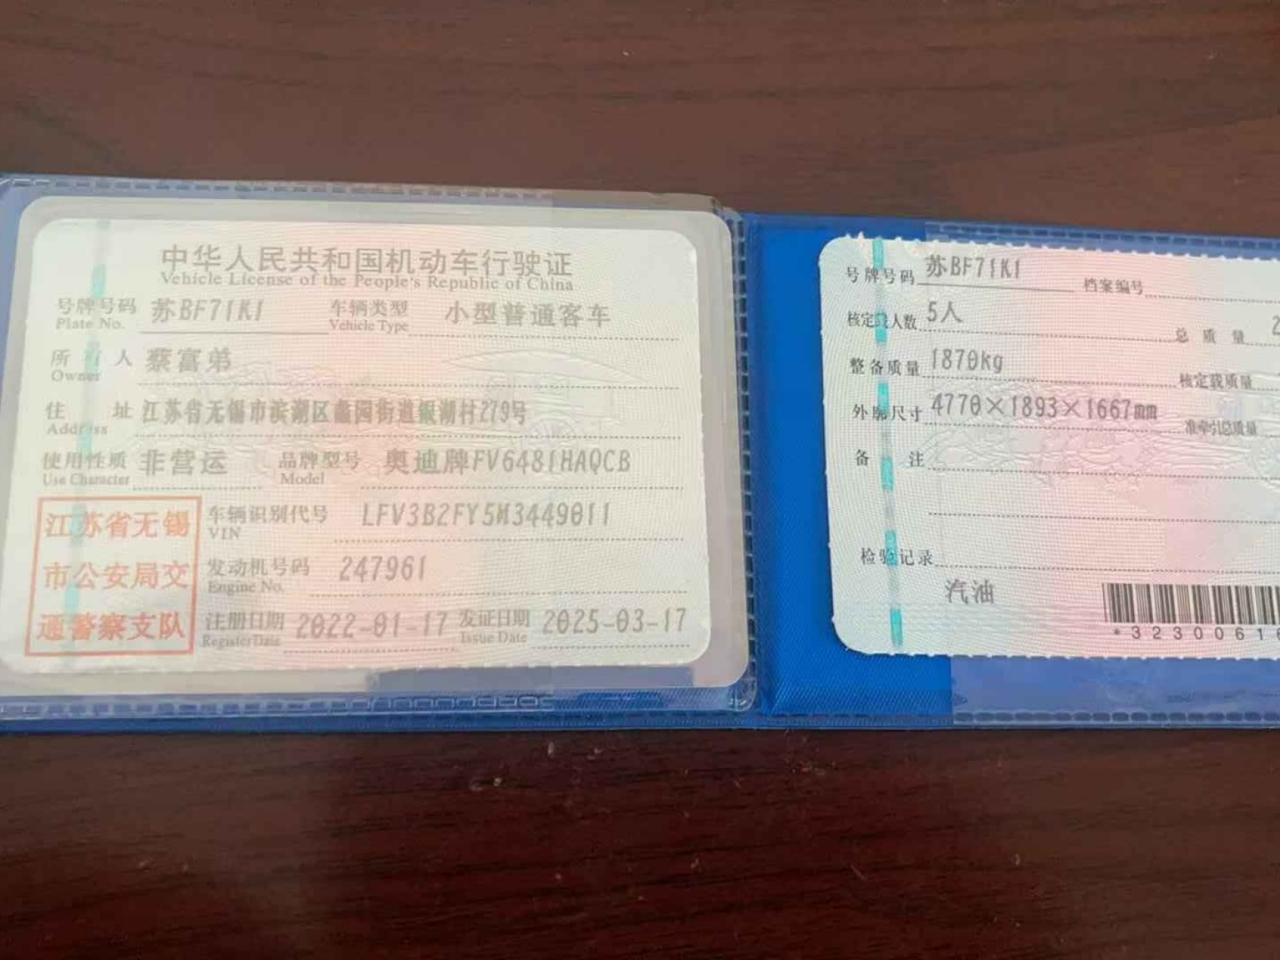 中华人民共和国机动车行驶证
Vehicle License of the People's Republic of China
号牌号码 苏BF71K1 车辆类型 小型普通客车
Plate No. Vehicle Type
所有人 蔡富弟
Owner
住址 江苏省无锡市滨湖区蠡园街道银湖村279号
Address
使用性质 非营运 品牌型号 奥迪牌FV6481HAQCB
Use Character Model
江苏省无锡
市公安局交
通警察支队
车辆识别代号 LFV3B2FY5M3449011
VIN
发动机号码 247961
Engine No.
注册日期 2022-01-17 发证日期 2025-03-17
Register Date Issue Date
号牌号码 苏BF71K1 档案编号
核定载人数 5人 总质量 2
整备质量 1870kg 核定载质量
外廓尺寸 4770×1893×1667mm 准牵引总质量
备注
检验记录
汽油
*3230061